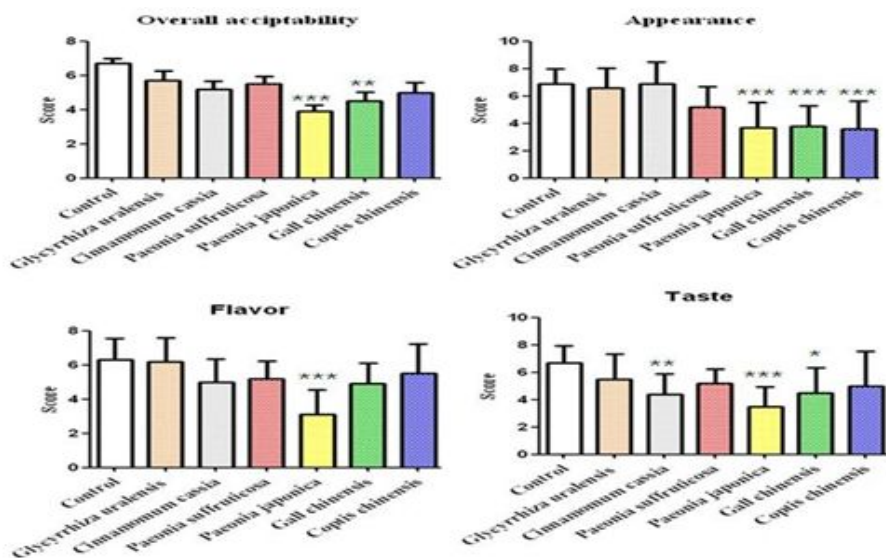 Overall acciptability
8
6
4
2
0
Score
***
**
Control
Glycyrrhiza uralensis
Cinnamomum cassia
Paeonia suffruticosa
Paeonia japonica
Gall chinensis
Coptis chinensis
Appearance
10
8
6
4
2
0
Score
***
***
***
Control
Glycyrrhiza uralensis
Cinnamomum cassia
Paeonia suffruticosa
Paeonia japonica
Gall chinensis
Coptis chinensis
Flavor
8
6
4
2
0
Score
***
Control
Glycyrrhiza uralensis
Cinnamomum cassia
Paeonia suffruticosa
Paeonia japonica
Gall chinensis
Coptis chinensis
Taste
10
8
6
4
2
0
Score
**
***
*
Control
Glycyrrhiza uralensis
Cinnamomum cassia
Paeonia suffruticosa
Paeonia japonica
Gall chinensis
Coptis chinensis